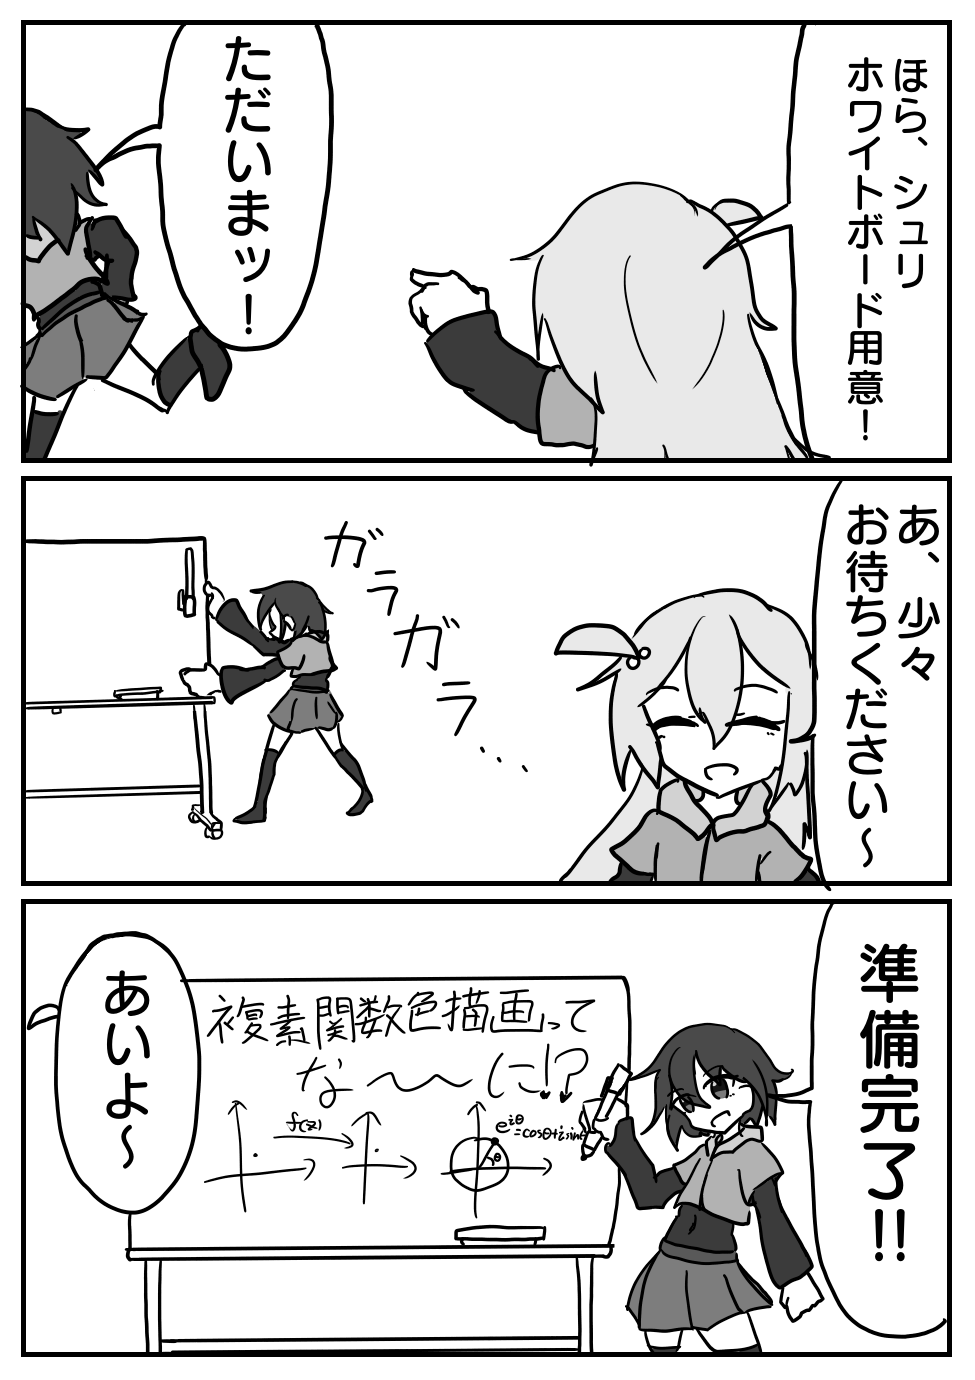 ほら、シュリ
ホワイトボード用意！
ただいまッ！
あ、少々
お待ちください～
ガラガラ...
準備完了!!
複素関数色描画って
な～～に!?
f(z)
e^iθ
=cosθ+isinθ
θ
あいよ～